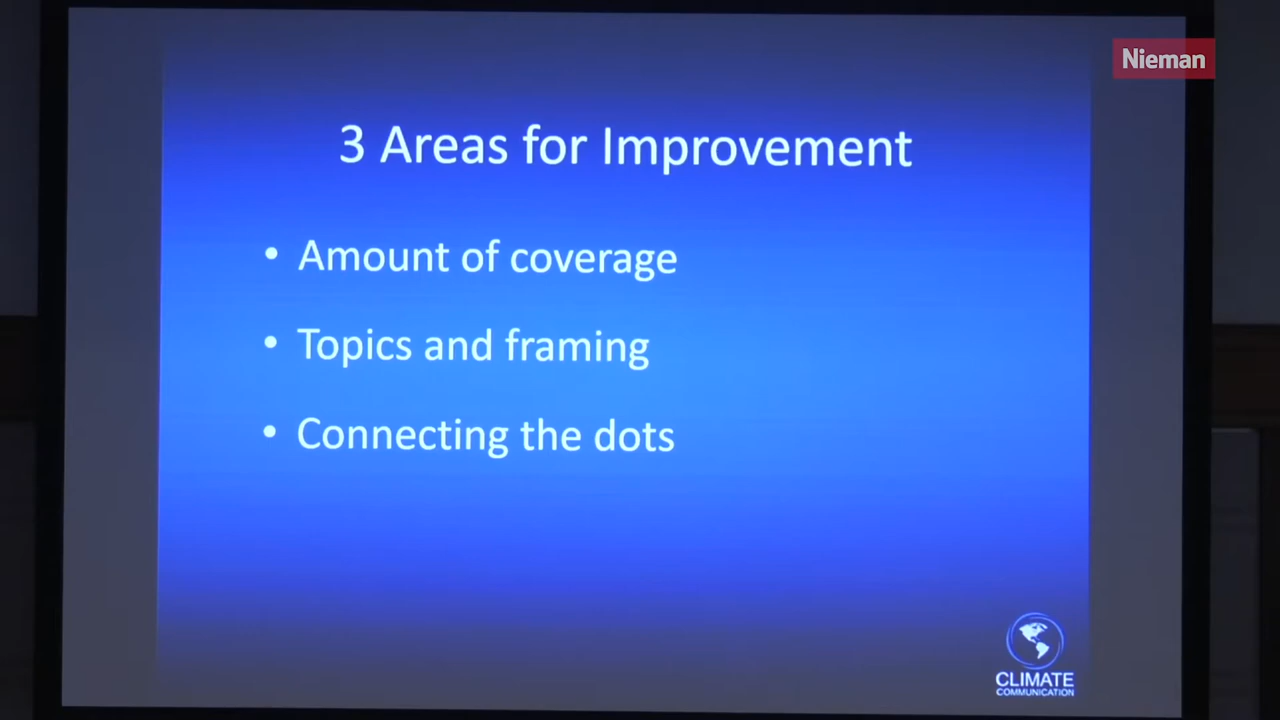 Nieman
3 Areas for Improvement
• Amount of coverage
• Topics and framing
• Connecting the dots
CLIMATE
COMMUNICATION